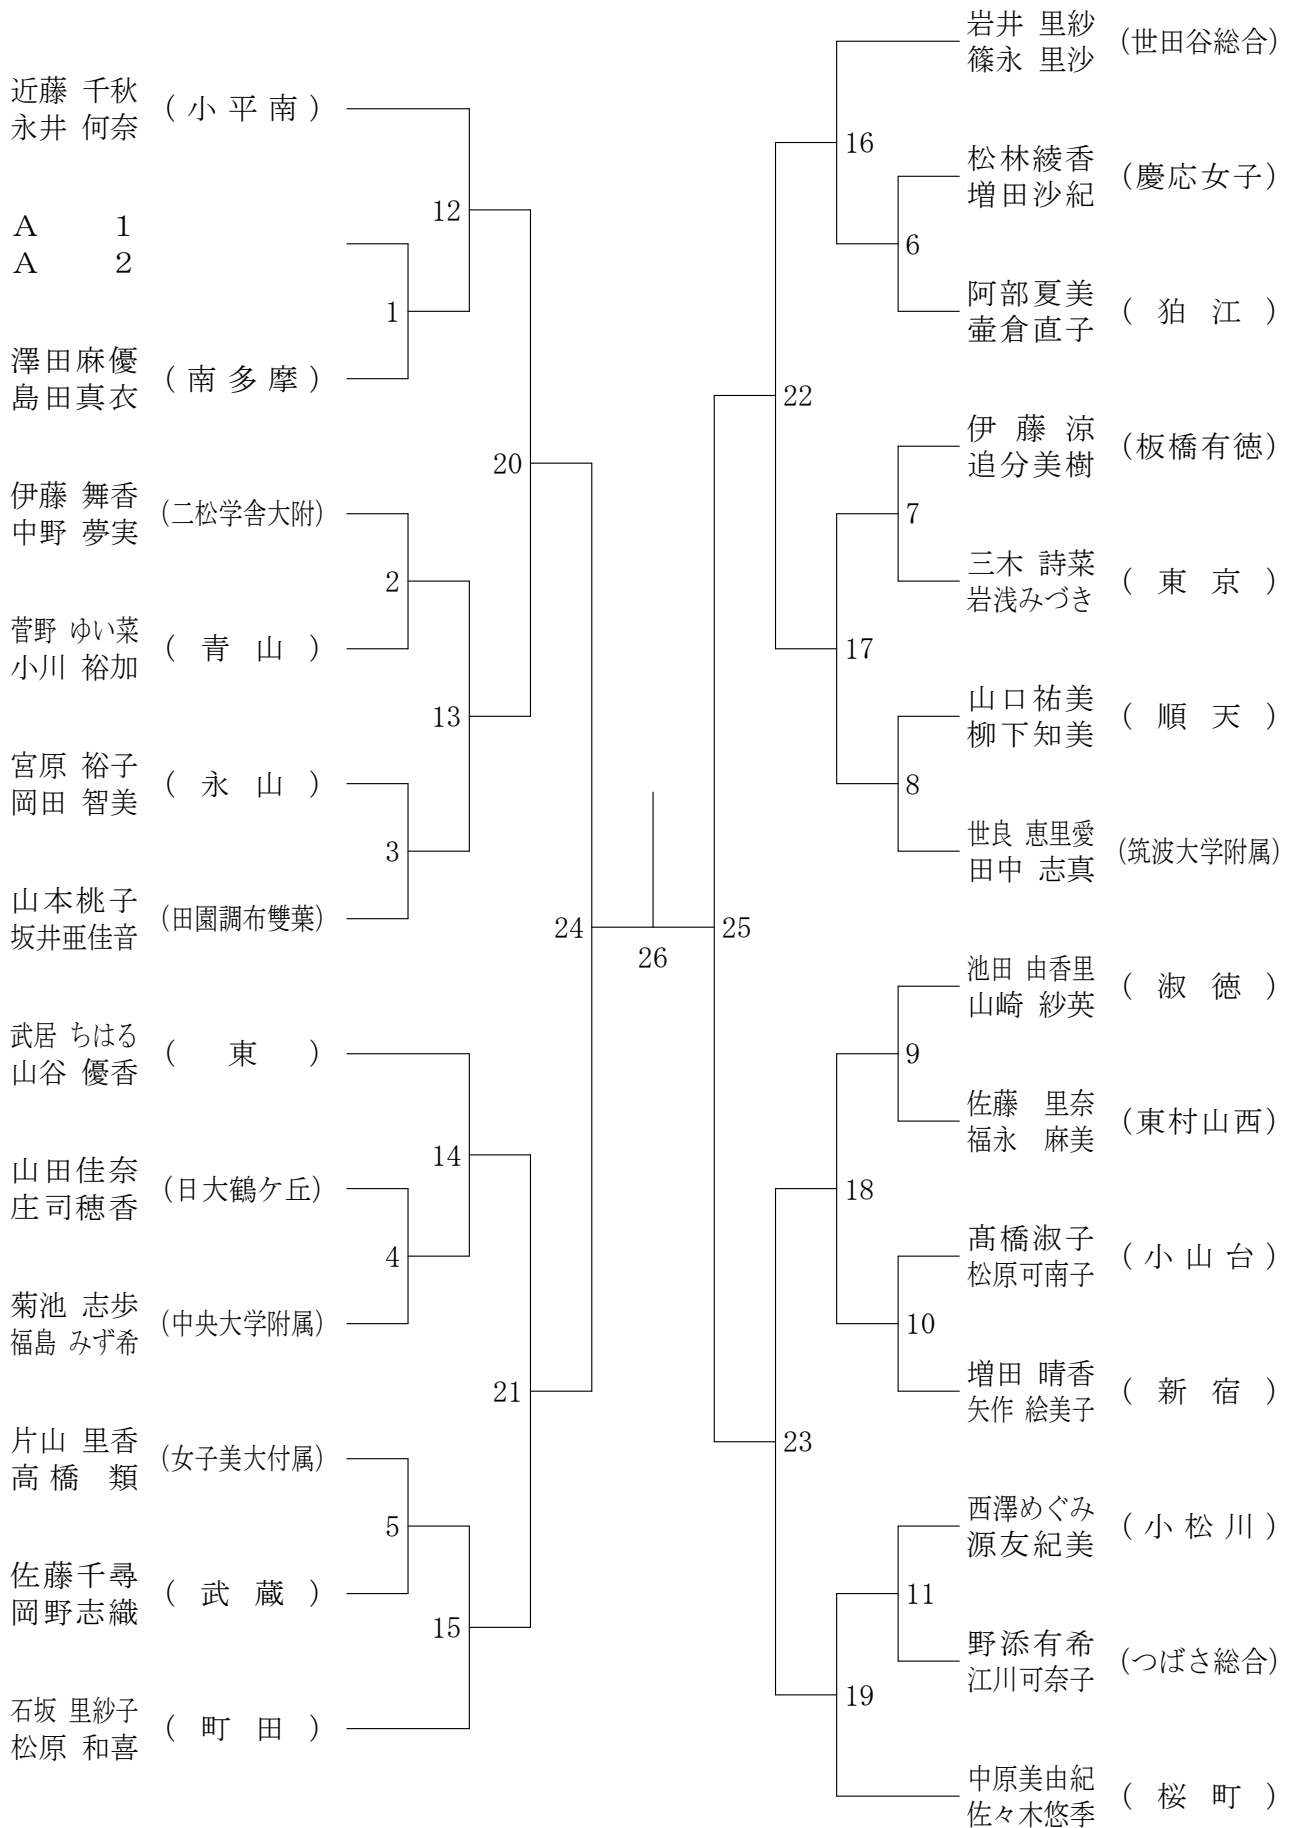 近藤 千秋
永井 何奈
(小平南)
A 1
A 2
澤田麻優
島田真衣
(南多摩)
伊藤 舞香
中野 夢実
(二松学舎大附)
菅野 ゆい菜
小川 裕加
(青山)
宮原 裕子
岡田 智美
(永山)
山本桃子
坂井亜佳音
(田園調布雙葉)
武居 ちはる
山谷 優香
(東)
山田佳奈
庄司穂香
(日大鶴ケ丘)
菊池 志歩
福島 みず希
(中央大学附属)
片山 里香
高橋 類
(女子美大付属)
佐藤千尋
岡野志織
(武蔵)
石坂 里紗子
松原 和喜
(町田)
1
2
3
4
5
12
13
14
15
20
21
24
26
25
22
23
16
17
18
19
6
7
8
9
10
11
岩井 里紗
篠永 里沙
(世田谷総合)
松林綾香
増田沙紀
(慶応女子)
阿部夏美
壷倉直子
(狛江)
伊藤 涼
追分美樹
(板橋有徳)
三木 詩菜
岩浅みづき
(東京)
山口祐美
柳下知美
(順天)
世良 恵里愛
田中 志真
(筑波大学附属)
池田 由香里
山崎 紗英
(淑徳)
佐藤 里奈
福永 麻美
(東村山西)
髙橋淑子
松原可南子
(小山台)
増田 晴香
矢作 絵美子
(新宿)
西澤めぐみ
源友紀美
(小松川)
野添有希
江川可奈子
(つばさ総合)
中原美由紀
佐々木悠季
(桜町)